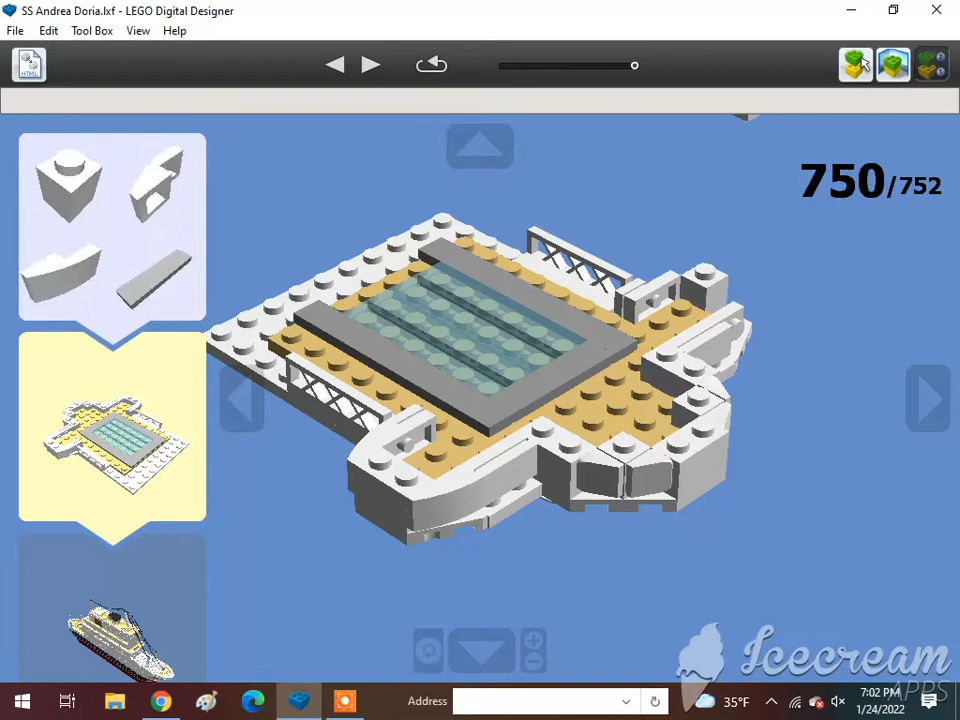 SS Andrea Doria.lxf - LEGO Digital Designer
File Edit Tool Box View Help
HTML
750/752
Icecream
APPS
Address
35°F
7:02 PM
1/24/2022